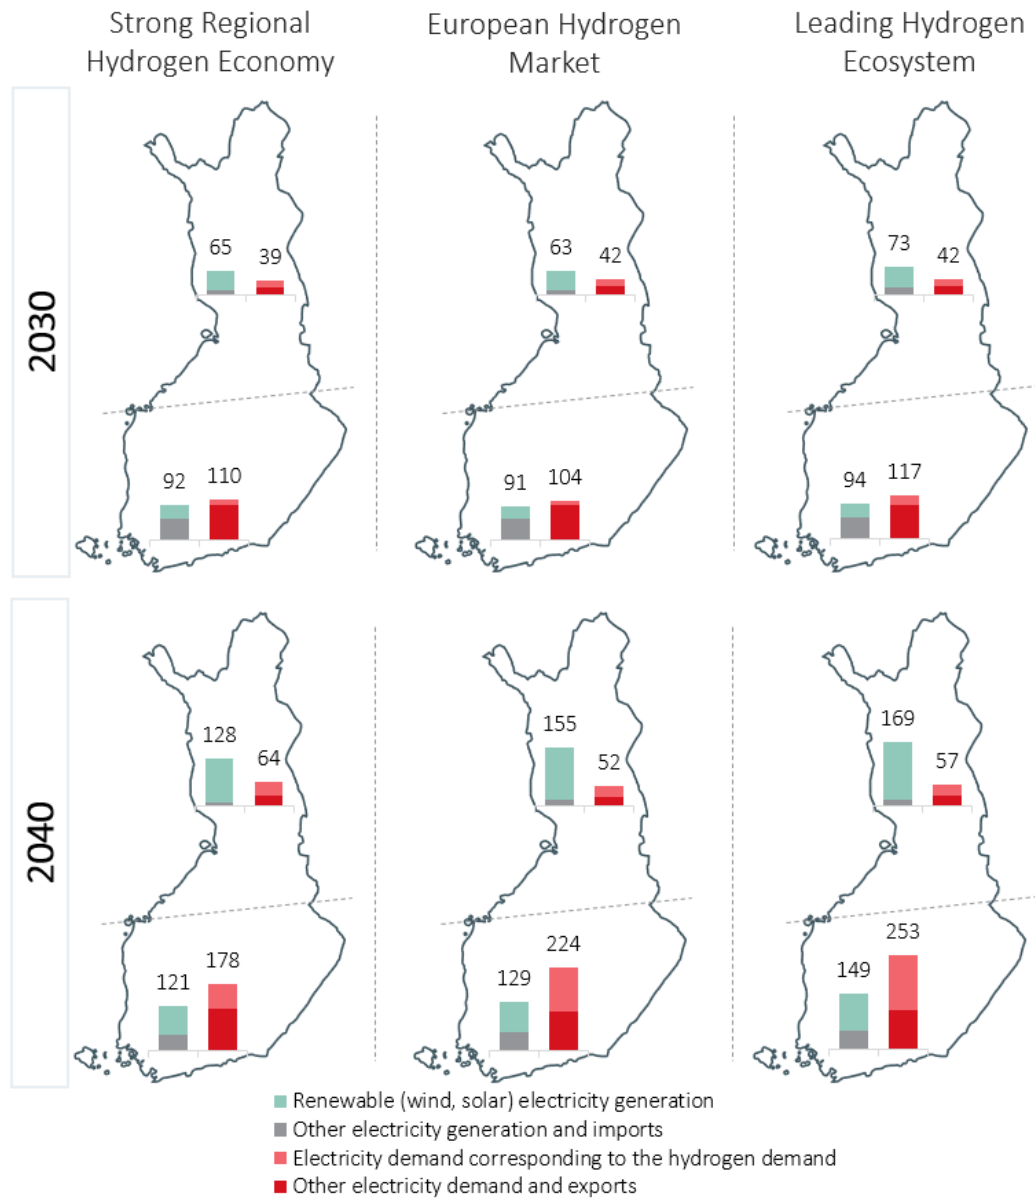 Strong Regional
Hydrogen Economy
European Hydrogen
Market
Leading Hydrogen
Ecosystem
2030
65
39
63
42
73
42
92
110
91
104
94
117
2040
128
64
155
52
169
57
121
178
129
224
149
253
Renewable (wind, solar) electricity generation
Other electricity generation and imports
Electricity demand corresponding to the hydrogen demand
Other electricity demand and exports